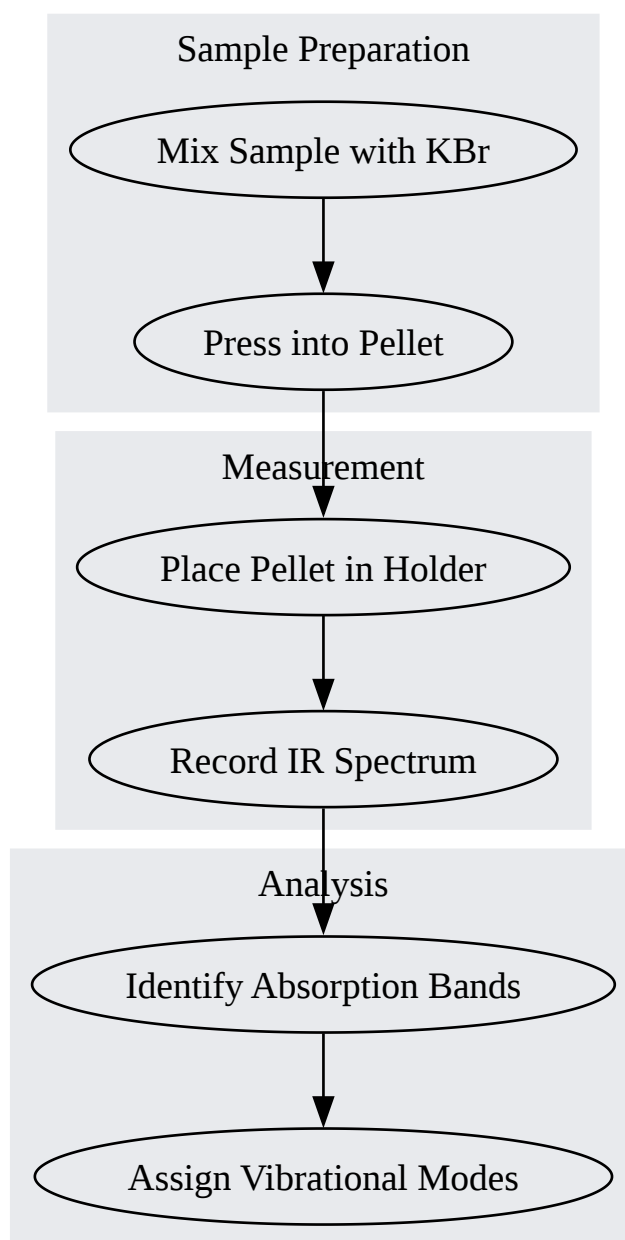 Sample Preparation
Mix Sample with KBr
Press into Pellet
Measurement
Place Pellet in Holder
Record IR Spectrum
Analysis
Identify Absorption Bands
Assign Vibrational Modes